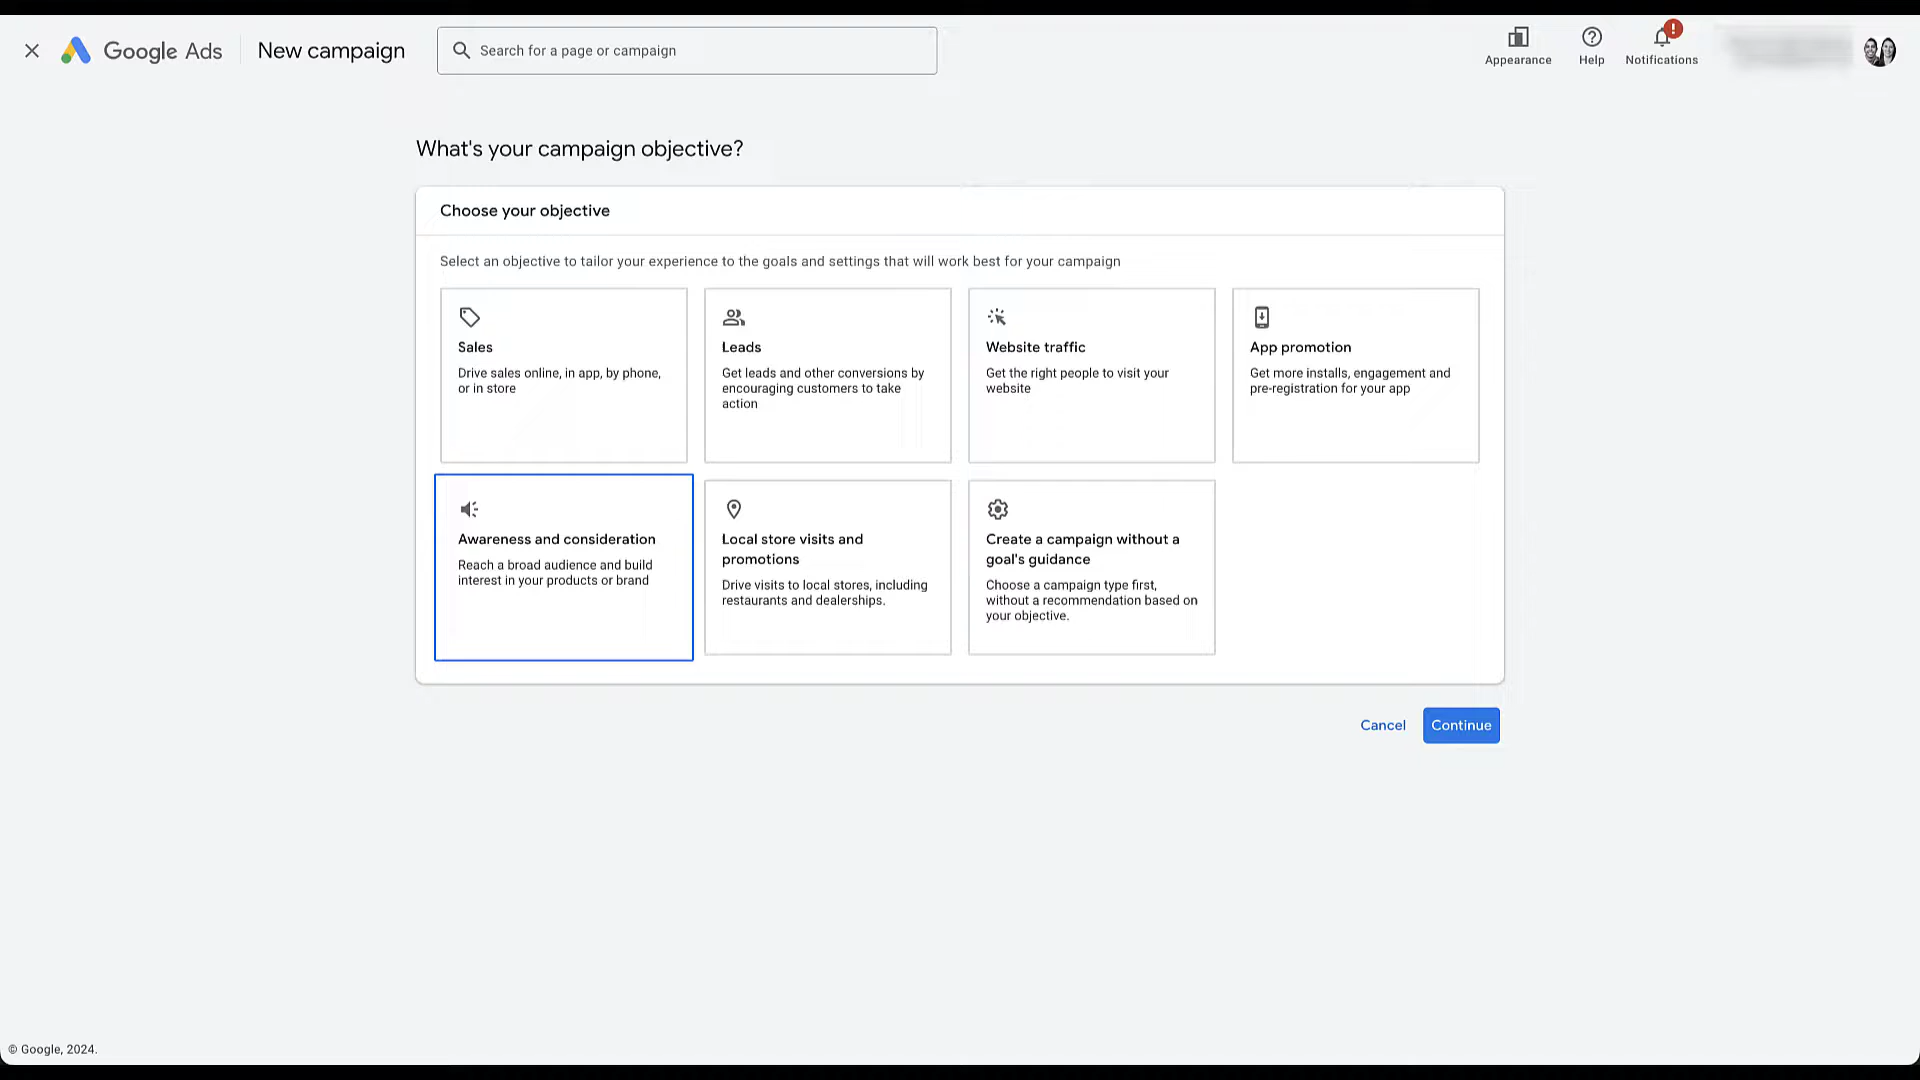 Google Ads
New campaign
Search for a page or campaign
Appearance
Help
Notifications
What's your campaign objective?
Choose your objective
Select an objective to tailor your experience to the goals and settings that will work best for your campaign
Sales
Drive sales online, in app, by phone,
or in store
Leads
Get leads and other conversions by
encouraging customers to take
action
Website traffic
Get the right people to visit your
website
App promotion
Get more installs, engagement and
pre-registration for your app
Awareness and consideration
Reach a broad audience and build
interest in your products or brand
Local store visits and
promotions
Drive visits to local stores, including
restaurants and dealerships.
Create a campaign without a
goal's guidance
Choose a campaign type first,
without a recommendation based on
your objective.
Cancel
Continue
© Google, 2024.